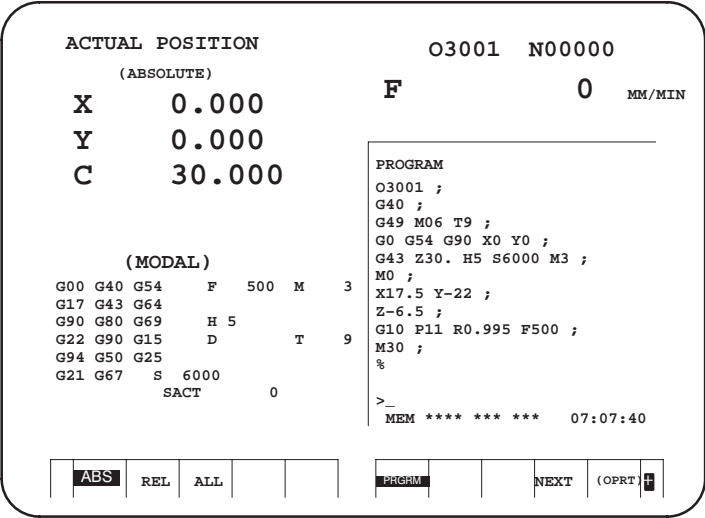 ACTUAL POSITION
(ABSOLUTE)
X 0.000
Y 0.000
C 30.000
O3001 N00000
F 0 MM/MIN
(MODAL)
G00 G40 G54 F 500 M 3
G17 G43 G64
G90 G80 G69 H 5
G22 G90 G15 D T 9
G94 G50 G25
G21 G67 S 6000
SACT 0
PROGRAM
O3001 ;
G40 ;
G49 M06 T9 ;
G0 G54 G90 X0 Y0 ;
G43 Z30. H5 S6000 M3 ;
M0 ;
X17.5 Y-22 ;
Z-6.5 ;
G10 P11 R0.995 F500 ;
M30 ;
%
>_
MEM **** *** *** 07:07:40
ABS REL ALL PRGRM NEXT (OPRT) +